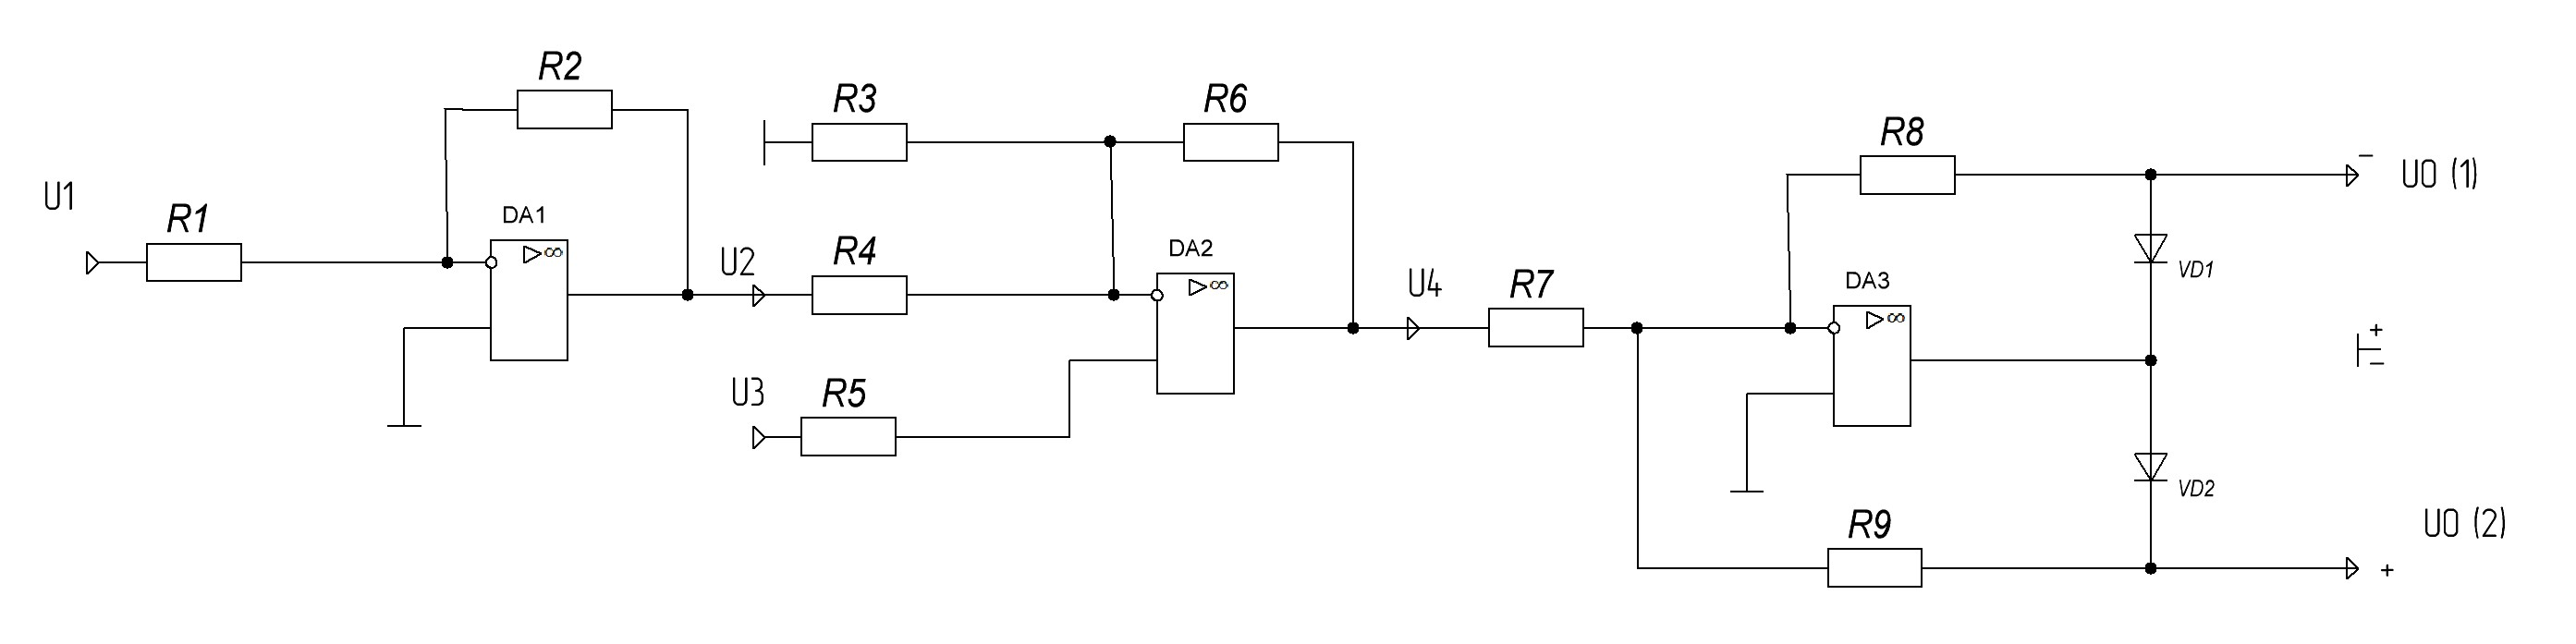 U1
R1
R2
DA1
▷∞
U2
R3
R4
U3
R5
R6
DA2
▷∞
U4
R7
R8
DA3
▷∞
R9
VD1
VD2
−
U0 (1)
+
−
U0 (2)
+